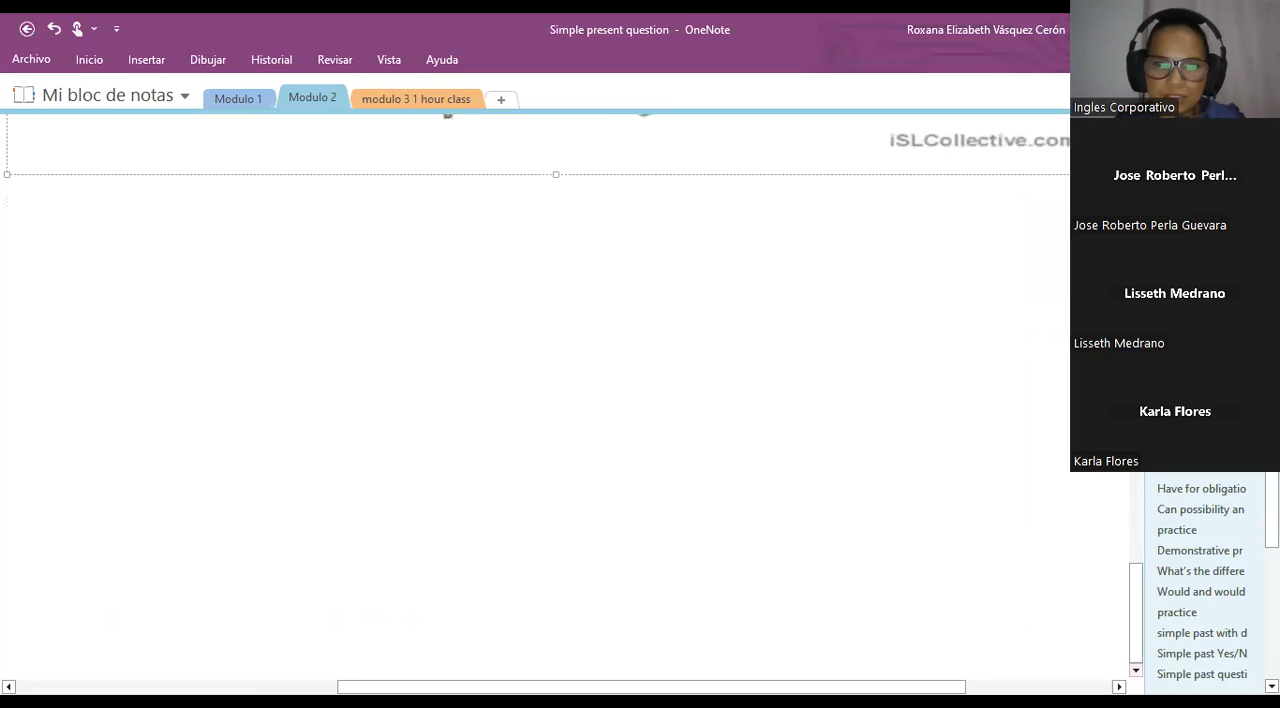 Simple present question - OneNote
Roxana Elizabeth Vásquez Cerón
Archivo Inicio Insertar Dibujar Historial Revisar Vista Ayuda
Mi bloc de notas
Modulo 1
Modulo 2
modulo 3 1 hour class
iSLCollective.com
Ingles Corporativo
Jose Roberto Perl...
Jose Roberto Perla Guevara
Lisseth Medrano
Lisseth Medrano
Karla Flores
Karla Flores
Have for obligatio
Can possibility an
practice
Demonstrative pr
What's the differe
Would and would
practice
simple past with d
Simple past Yes/N
Simple past questi